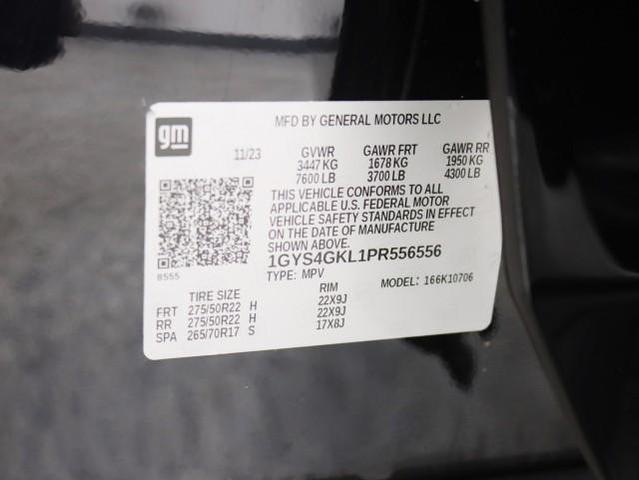 gm
MFD BY GENERAL MOTORS LLC
11/23 GVWR GAWR FRT GAWR RR
3447 KG 1678 KG 1950 KG
7600 LB 3700 LB 4300 LB
THIS VEHICLE CONFORMS TO ALL
APPLICABLE U.S. FEDERAL MOTOR
VEHICLE SAFETY STANDARDS IN EFFECT
ON THE DATE OF MANUFACTURE
SHOWN ABOVE.
8555
1GYS4GKL1PR556556
TYPE: MPV MODEL: 166K10706
TIRE SIZE RIM
FRT 275/50R22 H 22X9J
RR 275/50R22 H 22X9J
SPA 265/70R17 S 17X8J